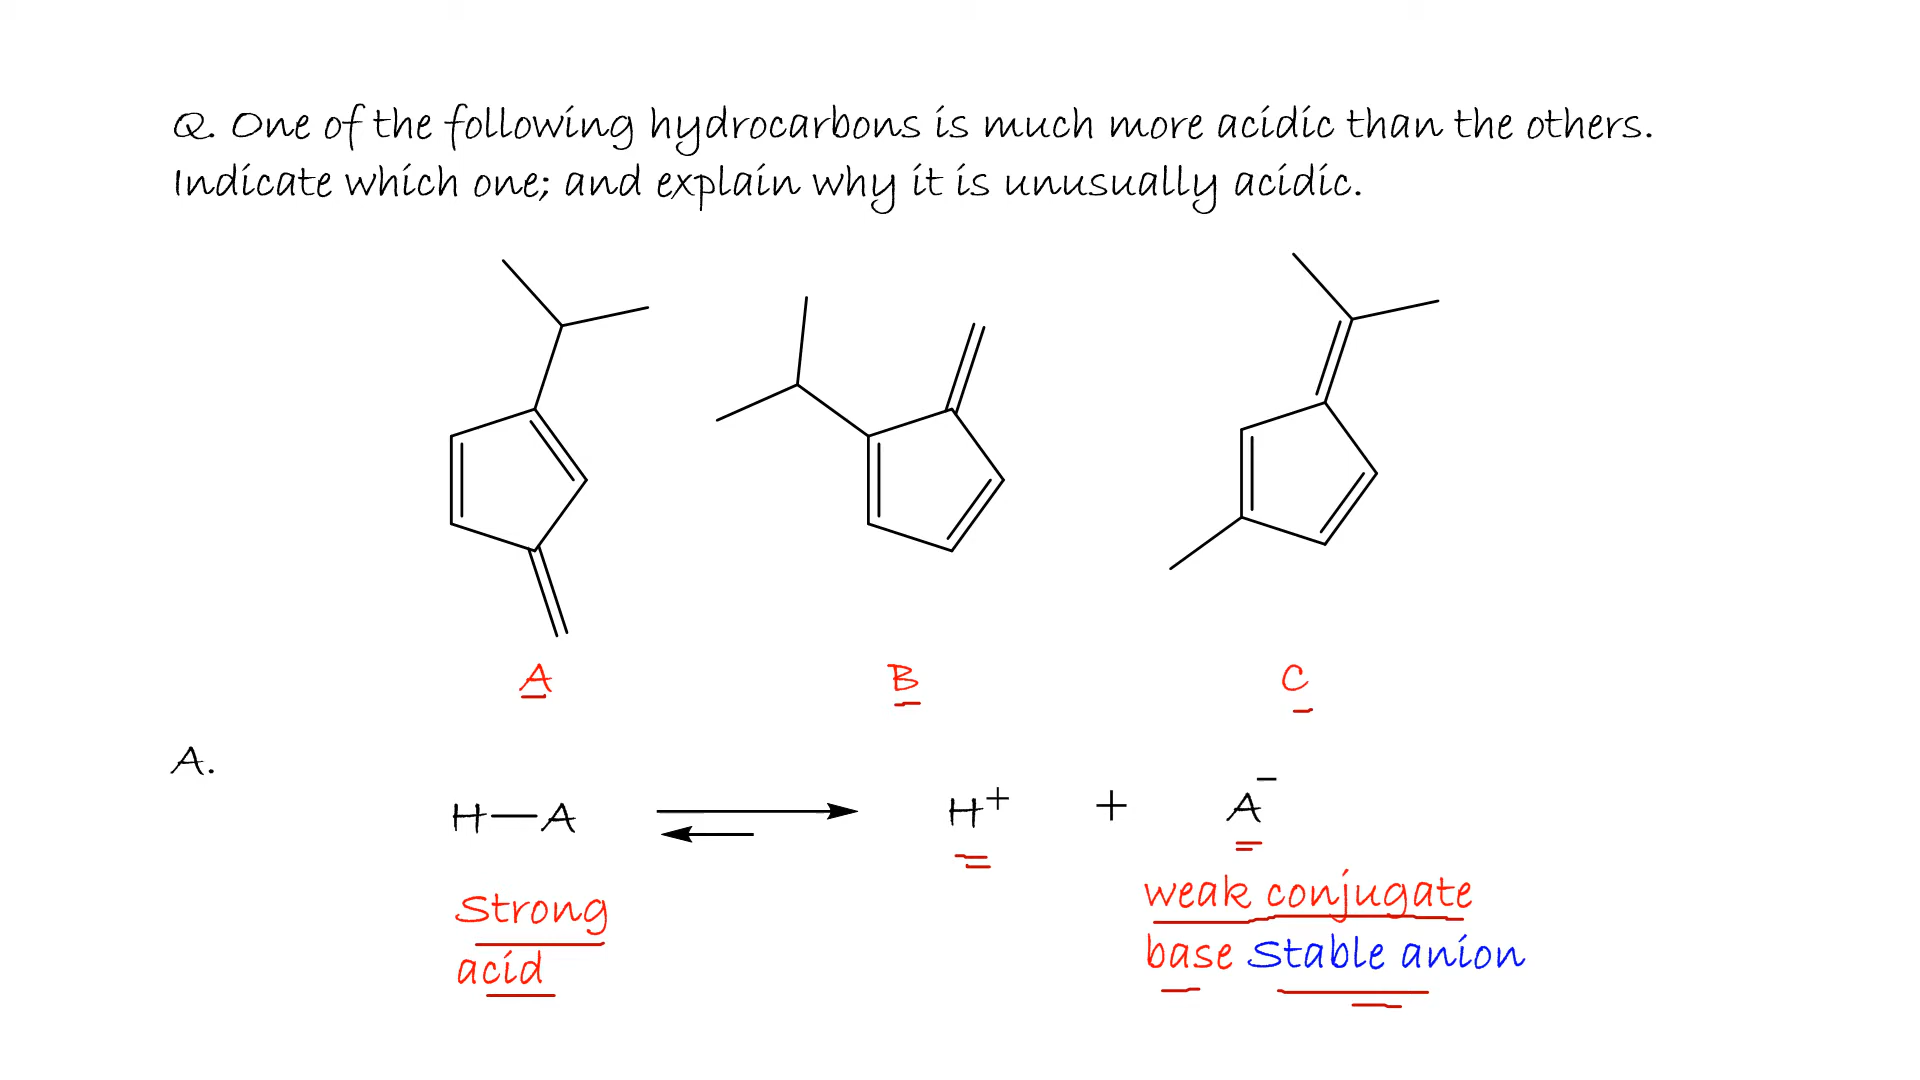 Q. One of the following hydrocarbons is much more acidic than the others.
Indicate which one; and explain why it is unusually acidic.
A
B
C
A.
H—A
H+
+
A−
Strong
acid
weak conjugate
base Stable anion